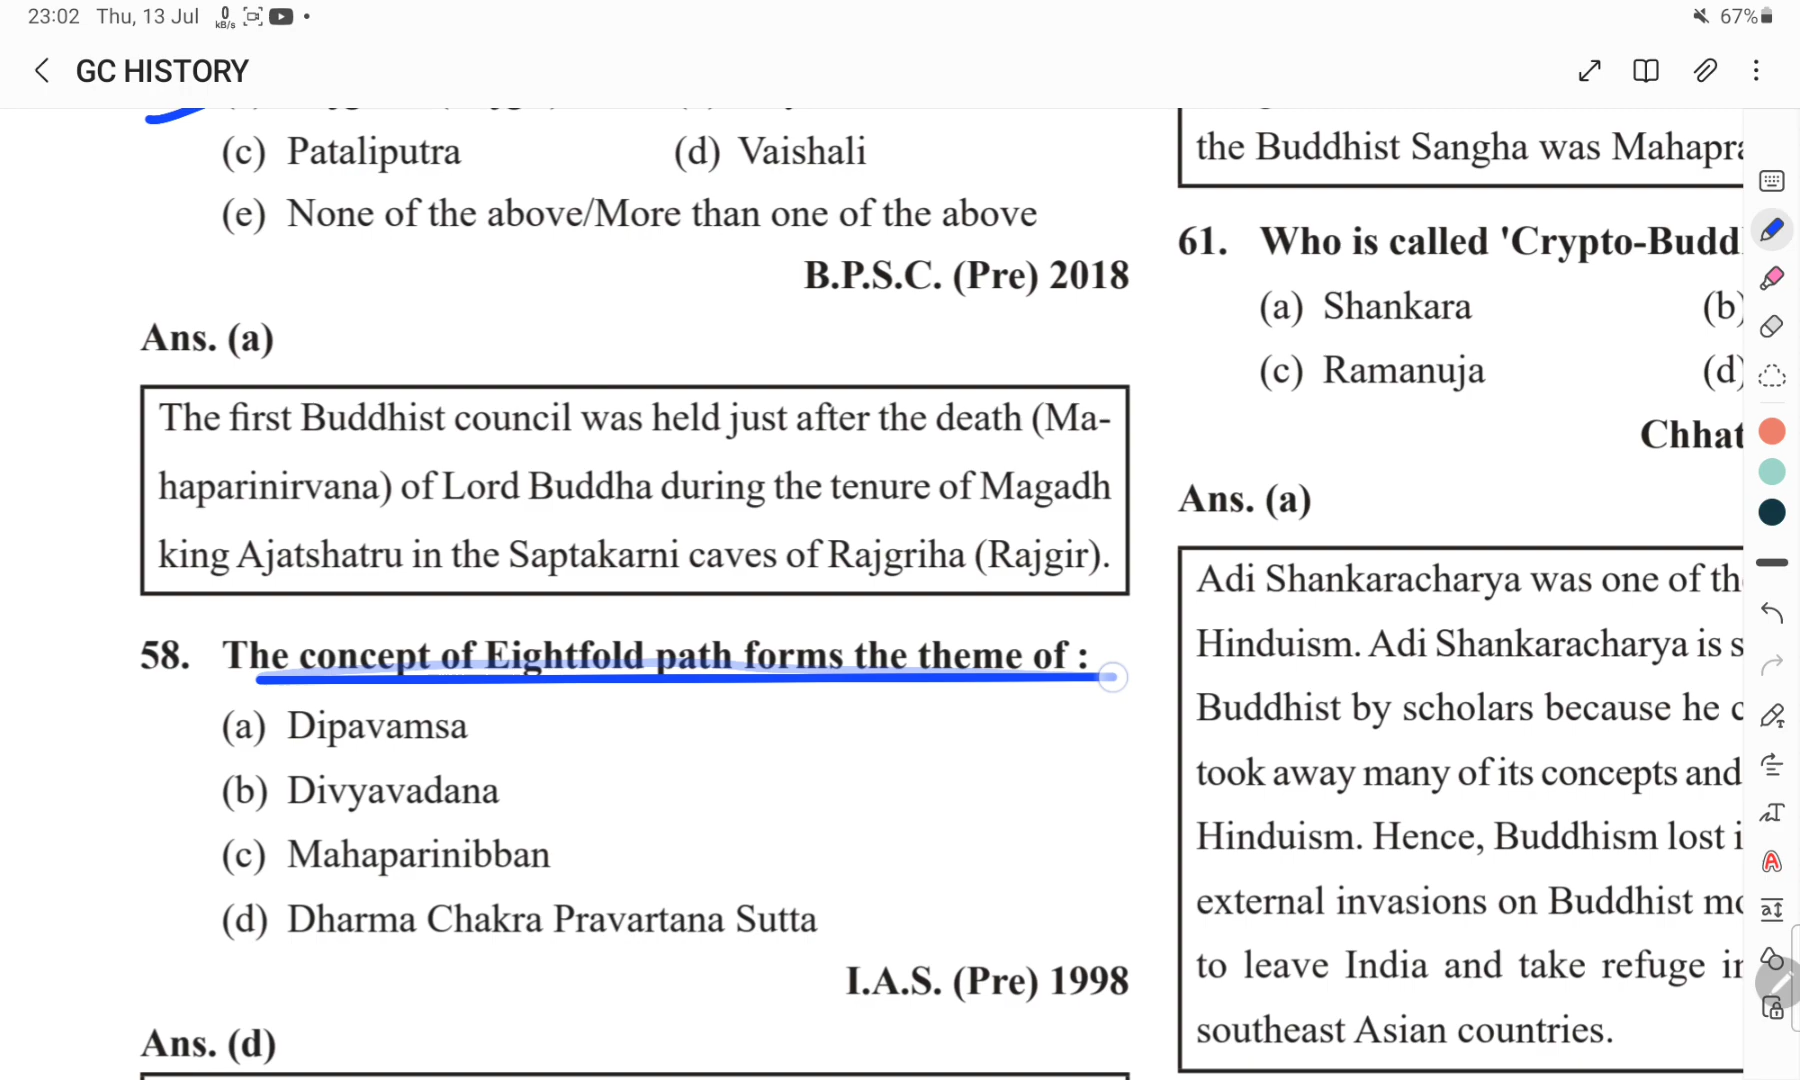 23:02 Thu, 13 Jul 0 kB/s 67%
GC HISTORY
(c) Pataliputra (d) Vaishali
(e) None of the above/More than one of the above
B.P.S.C. (Pre) 2018
Ans. (a)
The first Buddhist council was held just after the death (Ma-
haparinirvana) of Lord Buddha during the tenure of Magadh
king Ajatshatru in the Saptakarni caves of Rajgriha (Rajgir).
58. The concept of Eightfold path forms the theme of :
(a) Dipavamsa
(b) Divyavadana
(c) Mahaparinibban
(d) Dharma Chakra Pravartana Sutta
I.A.S. (Pre) 1998
Ans. (d)
the Buddhist Sangha was Mahapra
61. Who is called 'Crypto-Budd
(a) Shankara (b)
(c) Ramanuja (d)
Chhat
Ans. (a)
Adi Shankaracharya was one of th
Hinduism. Adi Shankaracharya is s
Buddhist by scholars because he c
took away many of its concepts and
Hinduism. Hence, Buddhism lost i
external invasions on Buddhist mo
to leave India and take refuge in
southeast Asian countries.